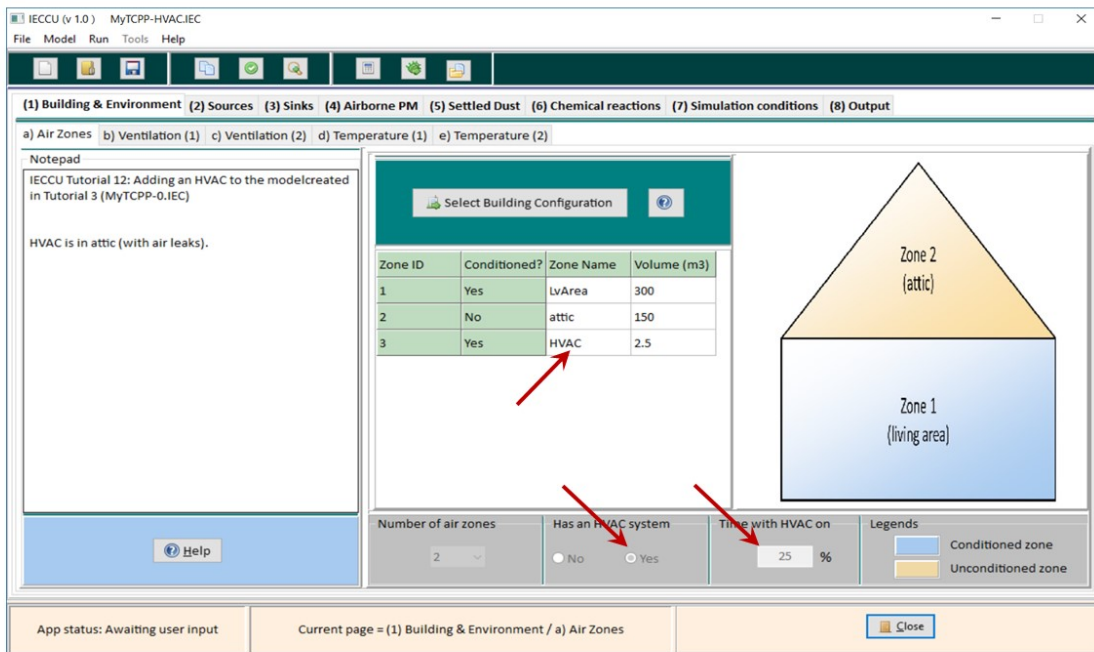 IECCU (v 1.0) MyTCPP-HVAC.IEC
File Model Run Tools Help
(1) Building & Environment (2) Sources (3) Sinks (4) Airborne PM (5) Settled Dust (6) Chemical reactions (7) Simulation conditions (8) Output
a) Air Zones b) Ventilation (1) c) Ventilation (2) d) Temperature (1) e) Temperature (2)
Notepad
IECCU Tutorial 12: Adding an HVAC to the modelcreated
in Tutorial 3 (MyTCPP-0.IEC)
HVAC is in attic (with air leaks).
Help
Select Building Configuration
Zone ID Conditioned? Zone Name Volume (m3)
1 Yes LvArea 300
2 No attic 150
3 Yes HVAC 2.5
Zone 2
(attic)
Zone 1
(living area)
Number of air zones
2
Has an HVAC system
No Yes
Time with HVAC on
25 %
Legends
Conditioned zone
Unconditioned zone
App status: Awaiting user input
Current page = (1) Building & Environment / a) Air Zones
Close